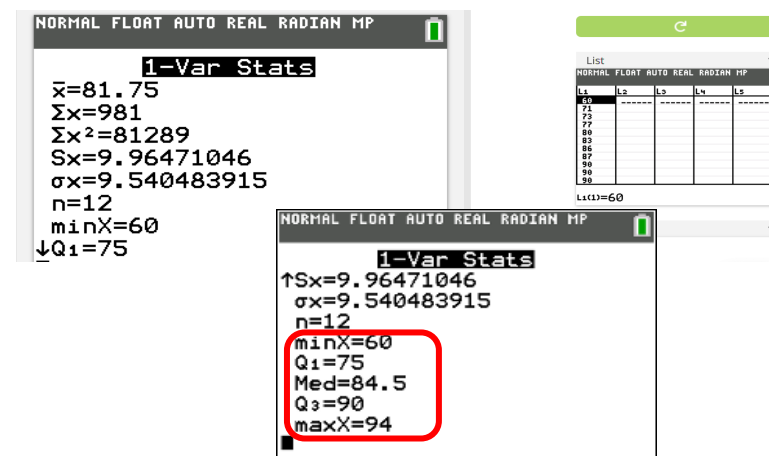 NORMAL FLOAT AUTO REAL RADIAN MP
1-Var Stats
x̄=81.75
Σx=981
Σx²=81289
Sx=9.96471046
σx=9.540483915
n=12
minX=60
↓Q₁=75
NORMAL FLOAT AUTO REAL RADIAN MP
1-Var Stats
↑Sx=9.96471046
σx=9.540483915
n=12
minX=60
Q₁=75
Med=84.5
Q₃=90
maxX=94
List
NORMAL FLOAT AUTO REAL RADIAN MP
L₁ L₂ L₃ L₄ L₅
60 ------ ------ ------ ------
71
73
77
80
83
86
87
90
90
90
L₁(1)=60